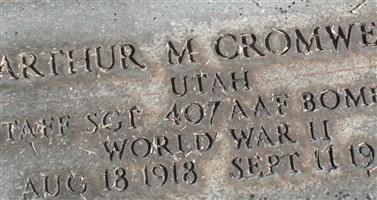 ARTHUR M CROMWE
UTAH
TAFF SGT 407 AAF BOMB
WORLD WAR II
AUG 18 1918 SEPT 11 19